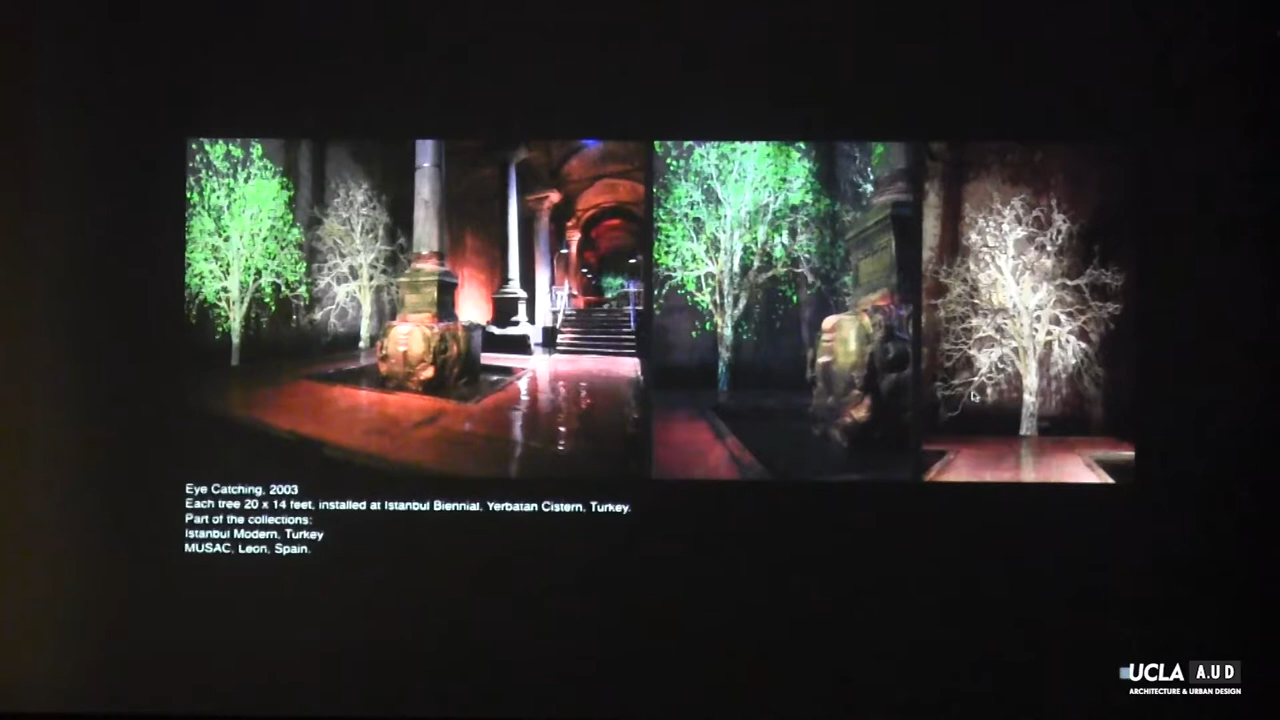 Eye Catching, 2003
Each tree 20 x 14 feet, installed at Istanbul Biennial, Yerbatan Cistern, Turkey.
Part of the collections:
Istanbul Modern, Turkey
MUSAC, Leon, Spain.
UCLA A.UD
ARCHITECTURE & URBAN DESIGN